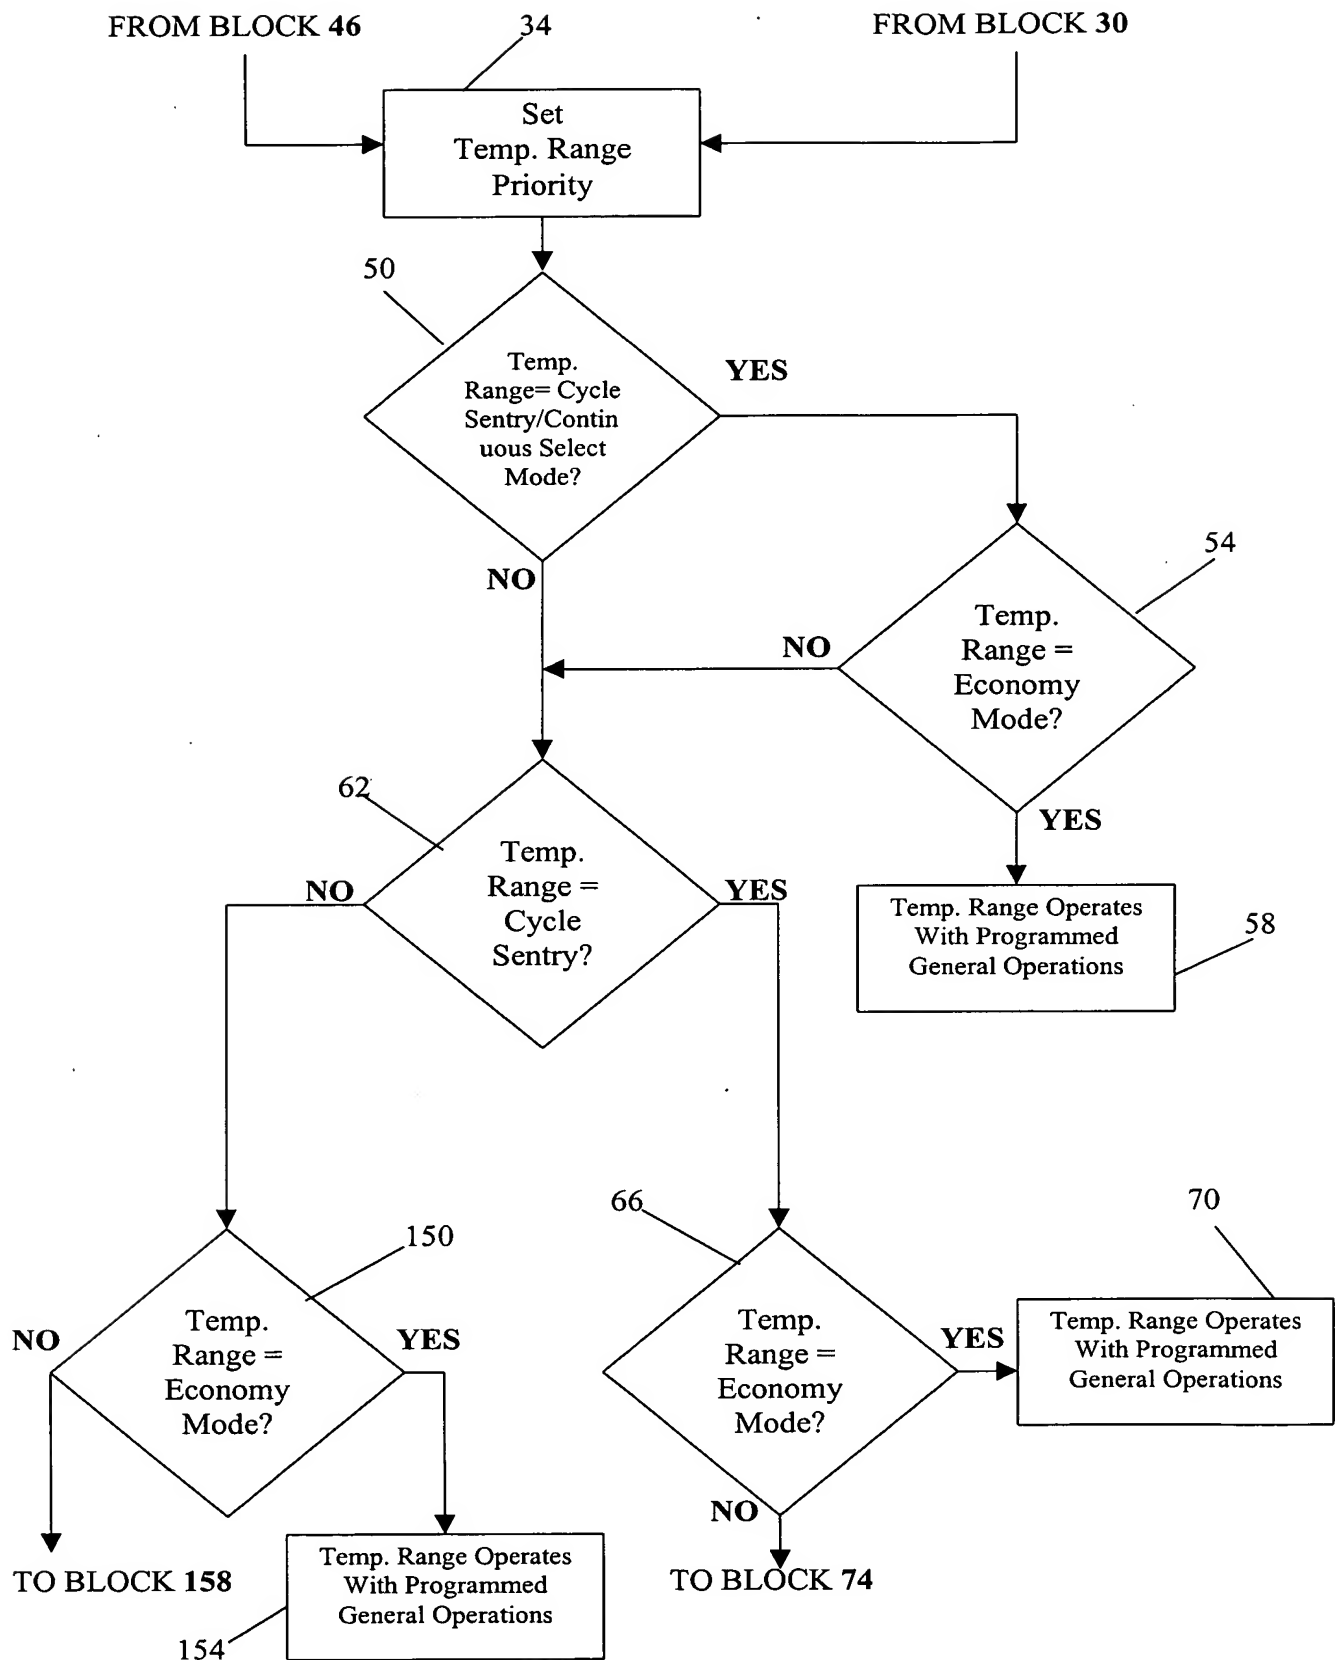 FROM BLOCK 46
34
FROM BLOCK 30
Set
Temp. Range
Priority
50
Temp.
Range= Cycle
Sentry/Contin
uous Select
Mode?
YES
NO
54
Temp.
Range =
Economy
Mode?
NO
YES
62
Temp.
Range =
Cycle
Sentry?
NO
YES
Temp. Range Operates
With Programmed
General Operations
58
150
Temp.
Range =
Economy
Mode?
NO
YES
66
Temp.
Range =
Economy
Mode?
YES
NO
70
Temp. Range Operates
With Programmed
General Operations
TO BLOCK 158
Temp. Range Operates
With Programmed
General Operations
154
TO BLOCK 74